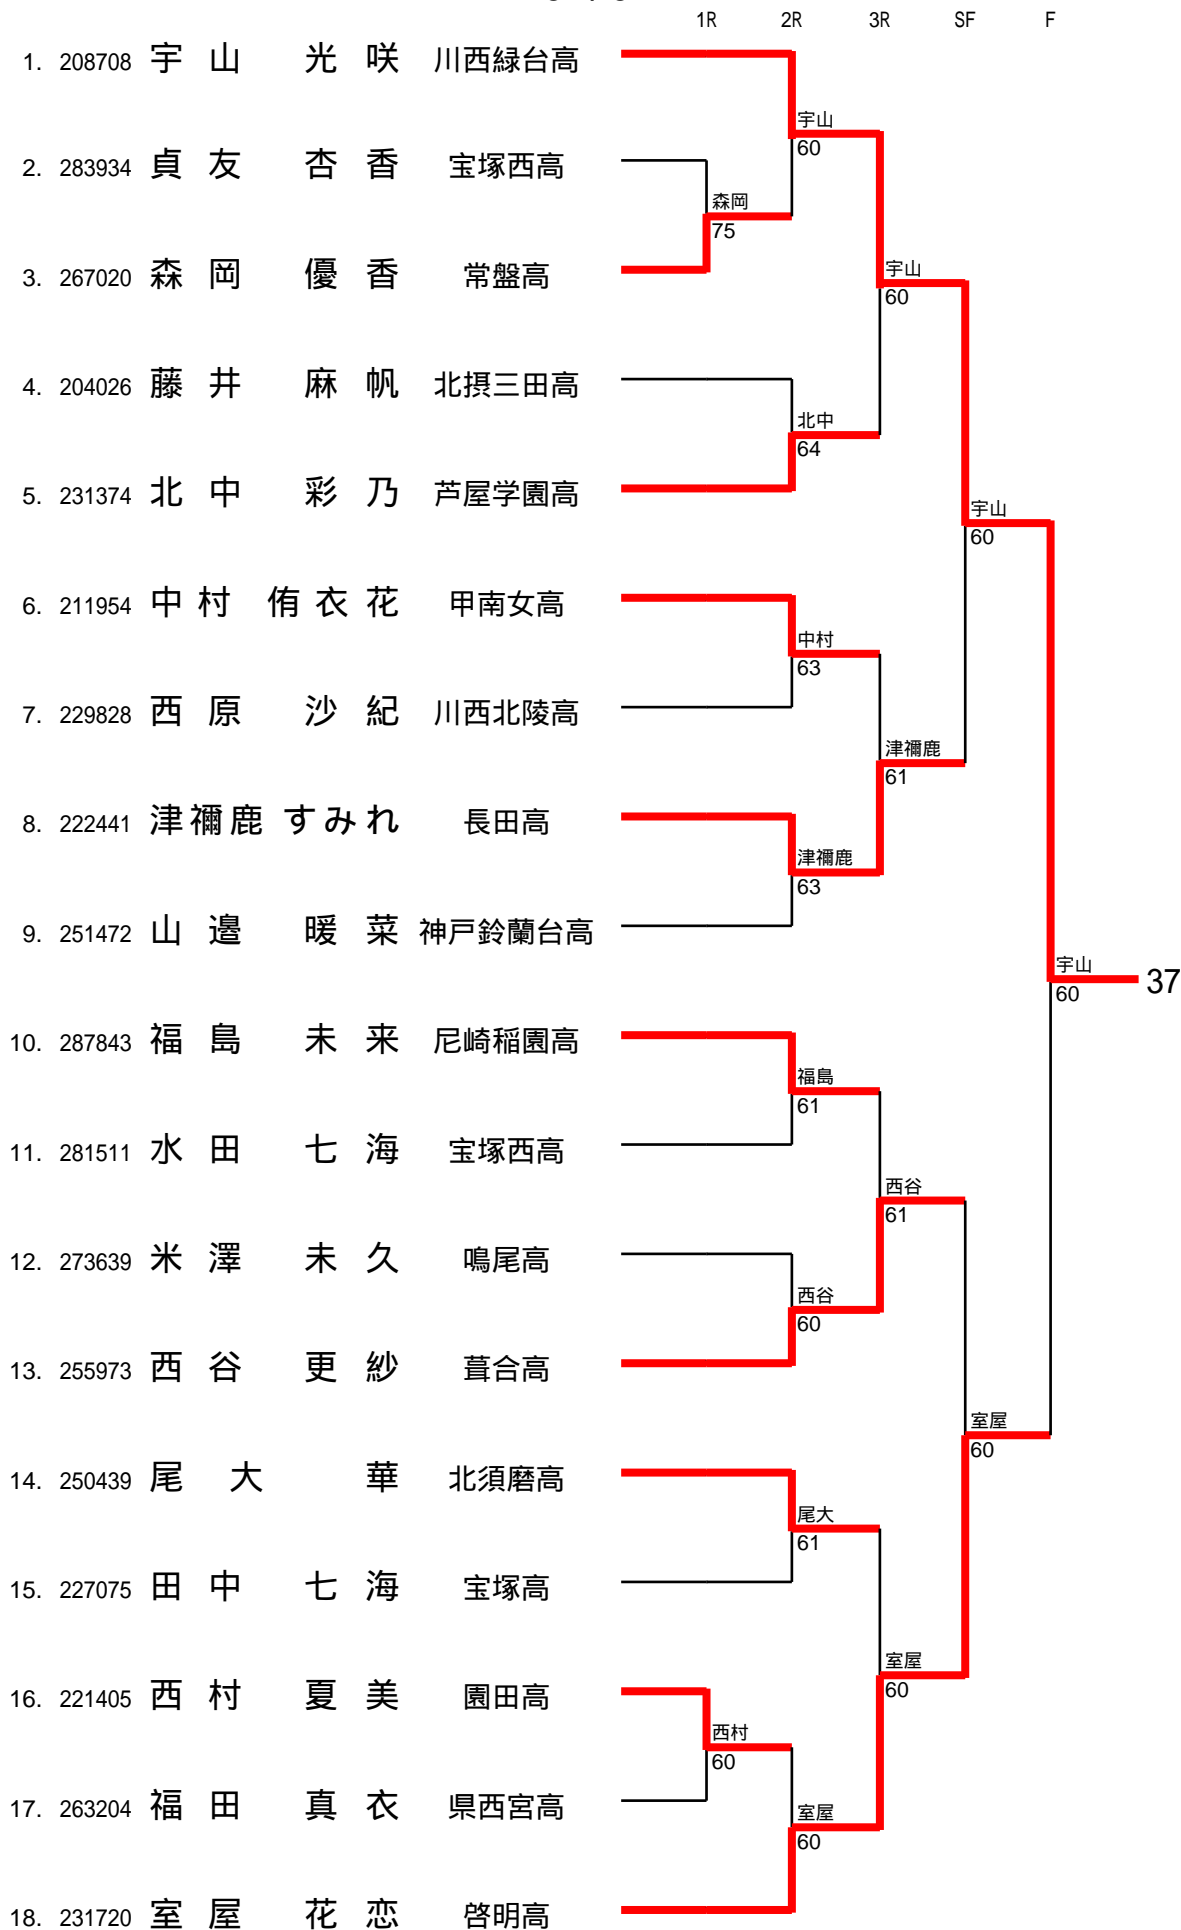 1R 2R 3R SF F
1. 208708 宇山 光咲 川西緑台高
宇山
60
2. 283934 貞友 杏香 宝塚西高
森岡
75
3. 267020 森岡 優香 常盤高
宇山
60
4. 204026 藤井 麻帆 北摂三田高
北中
64
5. 231374 北中 彩乃 芦屋学園高
宇山
60
6. 211954 中村 侑衣花 甲南女高
中村
63
7. 229828 西原 沙紀 川西北陵高
津禰鹿
61
8. 222441 津禰鹿 すみれ 長田高
津禰鹿
63
9. 251472 山邉 暖菜 神戸鈴蘭台高
宇山
60
37
10. 287843 福島 未来 尼崎稲園高
福島
61
11. 281511 水田 七海 宝塚西高
西谷
61
12. 273639 米澤 未久 鳴尾高
西谷
60
13. 255973 西谷 更紗 葺合高
室屋
60
14. 250439 尾大 華 北須磨高
尾大
61
15. 227075 田中 七海 宝塚高
室屋
60
16. 221405 西村 夏美 園田高
西村
60
17. 263204 福田 真衣 県西宮高
室屋
60
18. 231720 室屋 花恋 啓明高